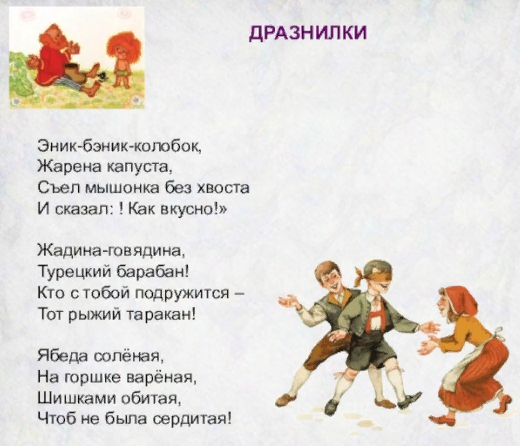 ДРАЗНИЛКИ
Эник-бэник-колобок,
Жарена капуста,
Съел мышонка без хвоста
И сказал: ! Как вкусно!»
Жадина-говядина,
Турецкий барабан!
Кто с тобой подружится –
Тот рыжий таракан!
Ябеда солёная,
На горшке варёная,
Шишками обитая,
Чтоб не была сердитая!